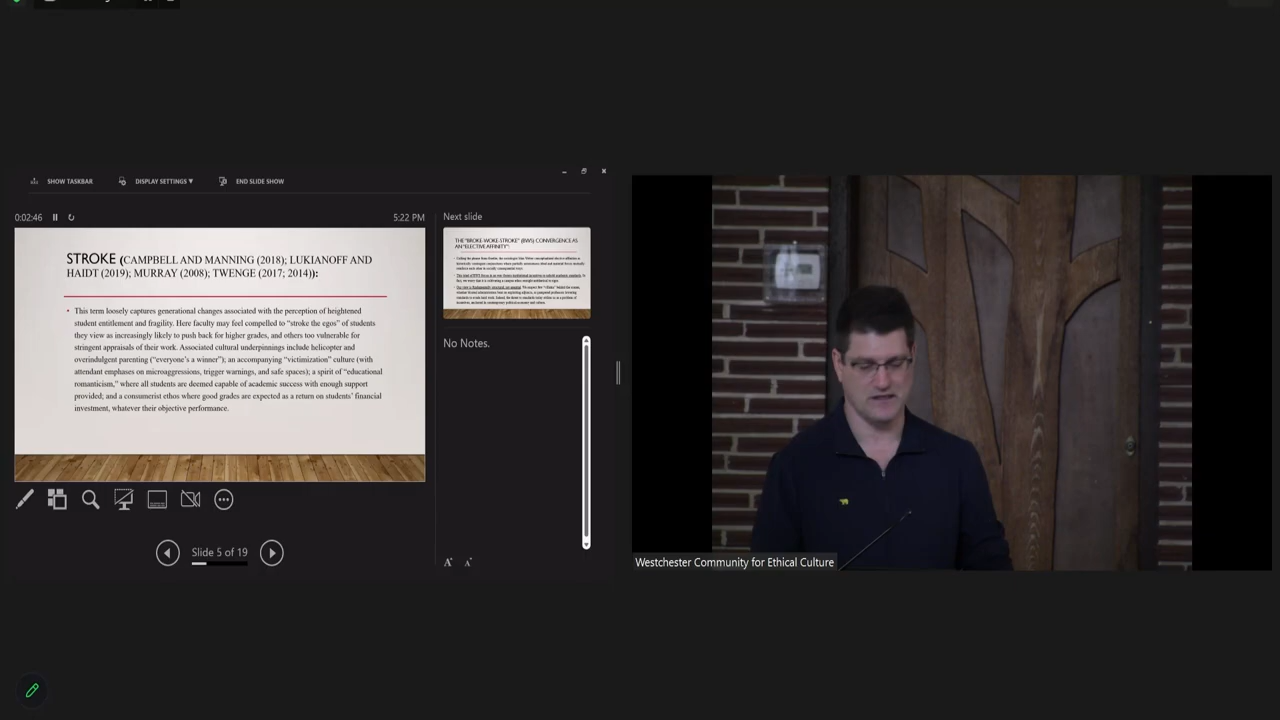 SHOW TASKBAR
DISPLAY SETTINGS ▾
END SLIDE SHOW
0:02:46
5:22 PM
STROKE (CAMPBELL AND MANNING (2018); LUKIANOFF AND
HAIDT (2019); MURRAY (2008); TWENGE (2017; 2014)):
• This term loosely captures generational changes associated with the perception of heightened
student entitlement and fragility. Here faculty may feel compelled to “stroke the egos” of students
they view as increasingly likely to push back for higher grades, and others too vulnerable for
stringent appraisals of their work. Associated cultural underpinnings include helicopter and
overindulgent parenting (“everyone’s a winner”); an accompanying “victimization” culture (with
attendant emphases on microaggressions, trigger warnings, and safe spaces); a spirit of “educational
romanticism,” where all students are deemed capable of academic success with enough support
provided; and a consumerist ethos where good grades are expected as a return on students’ financial
investment, whatever their objective performance.
Slide 5 of 19
Next slide
THE “BROKE-WOKE-STROKE” (BWS) CONVERGENCE AS
AN “ELECTIVE AFFINITY”:
No Notes.
Westchester Community for Ethical Culture